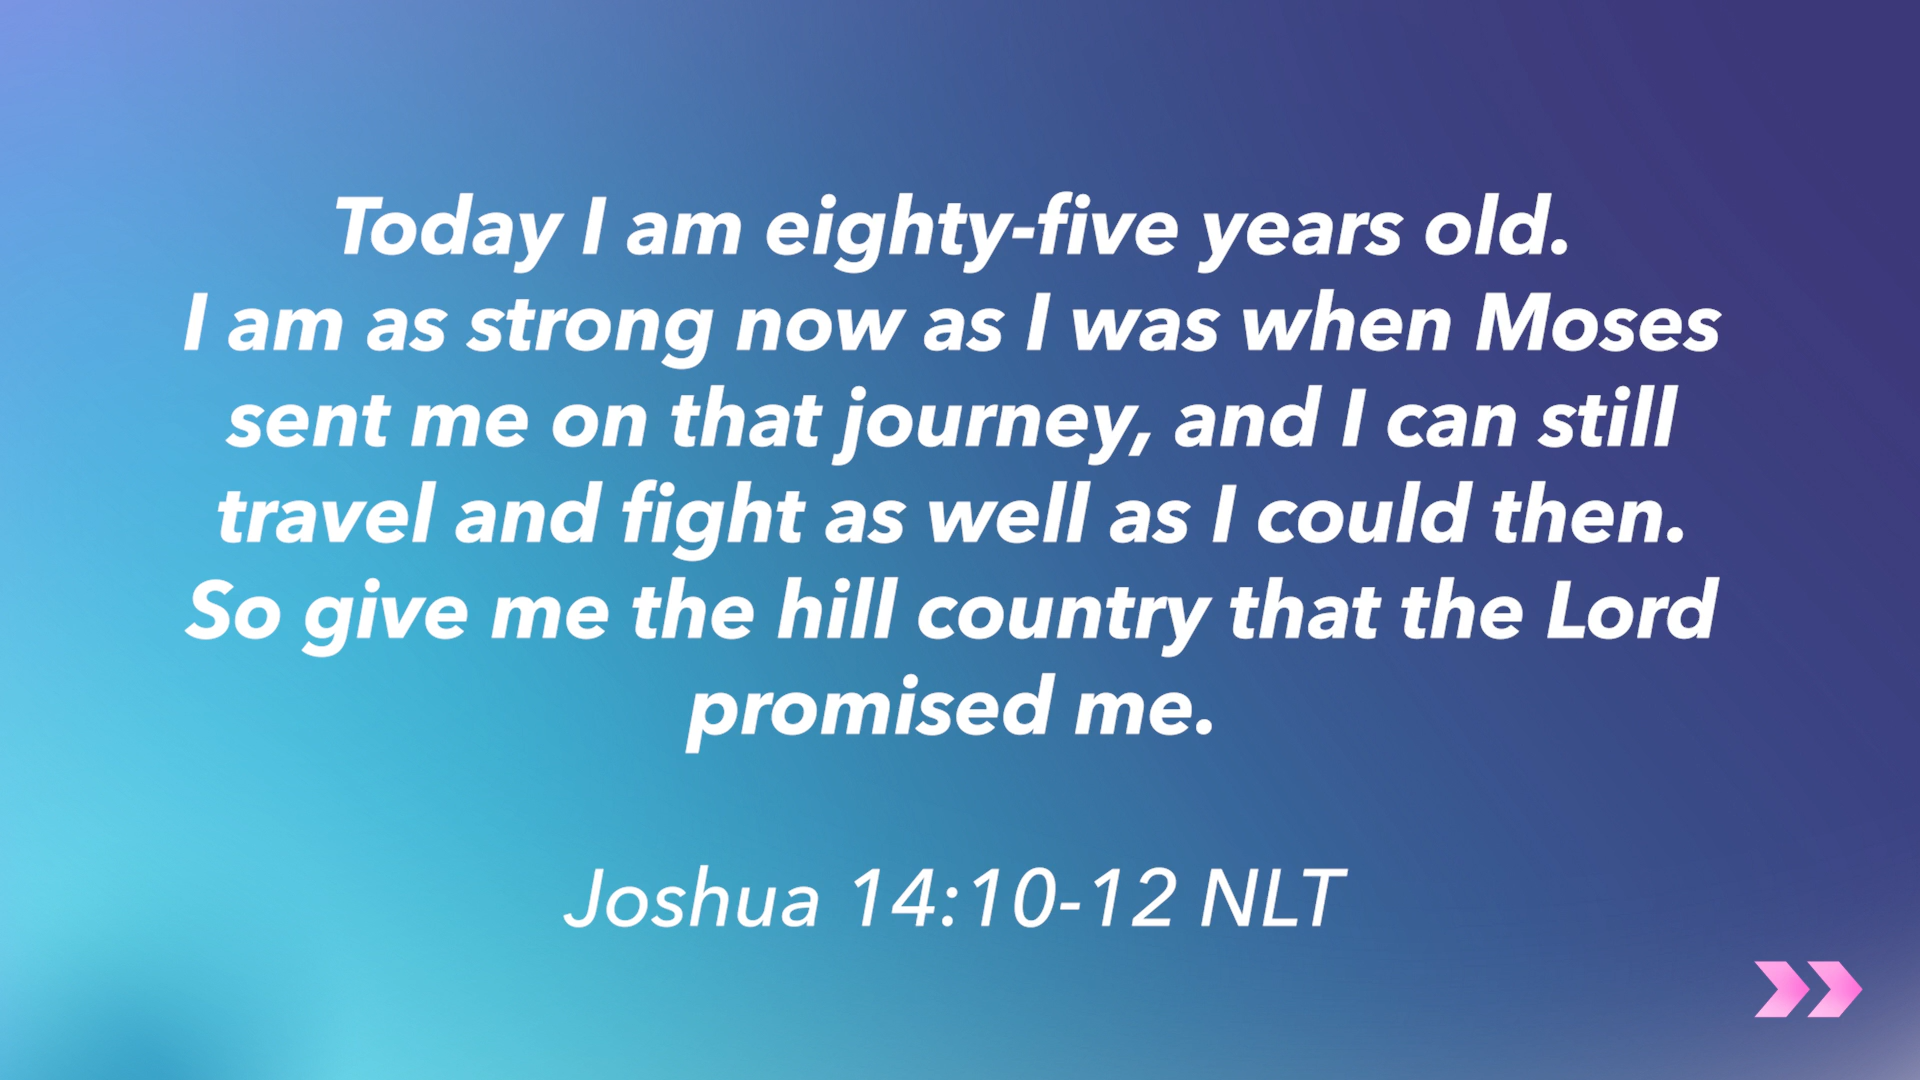 Today I am eighty-five years old.
I am as strong now as I was when Moses
sent me on that journey, and I can still
travel and fight as well as I could then.
So give me the hill country that the Lord
promised me.
Joshua 14:10-12 NLT